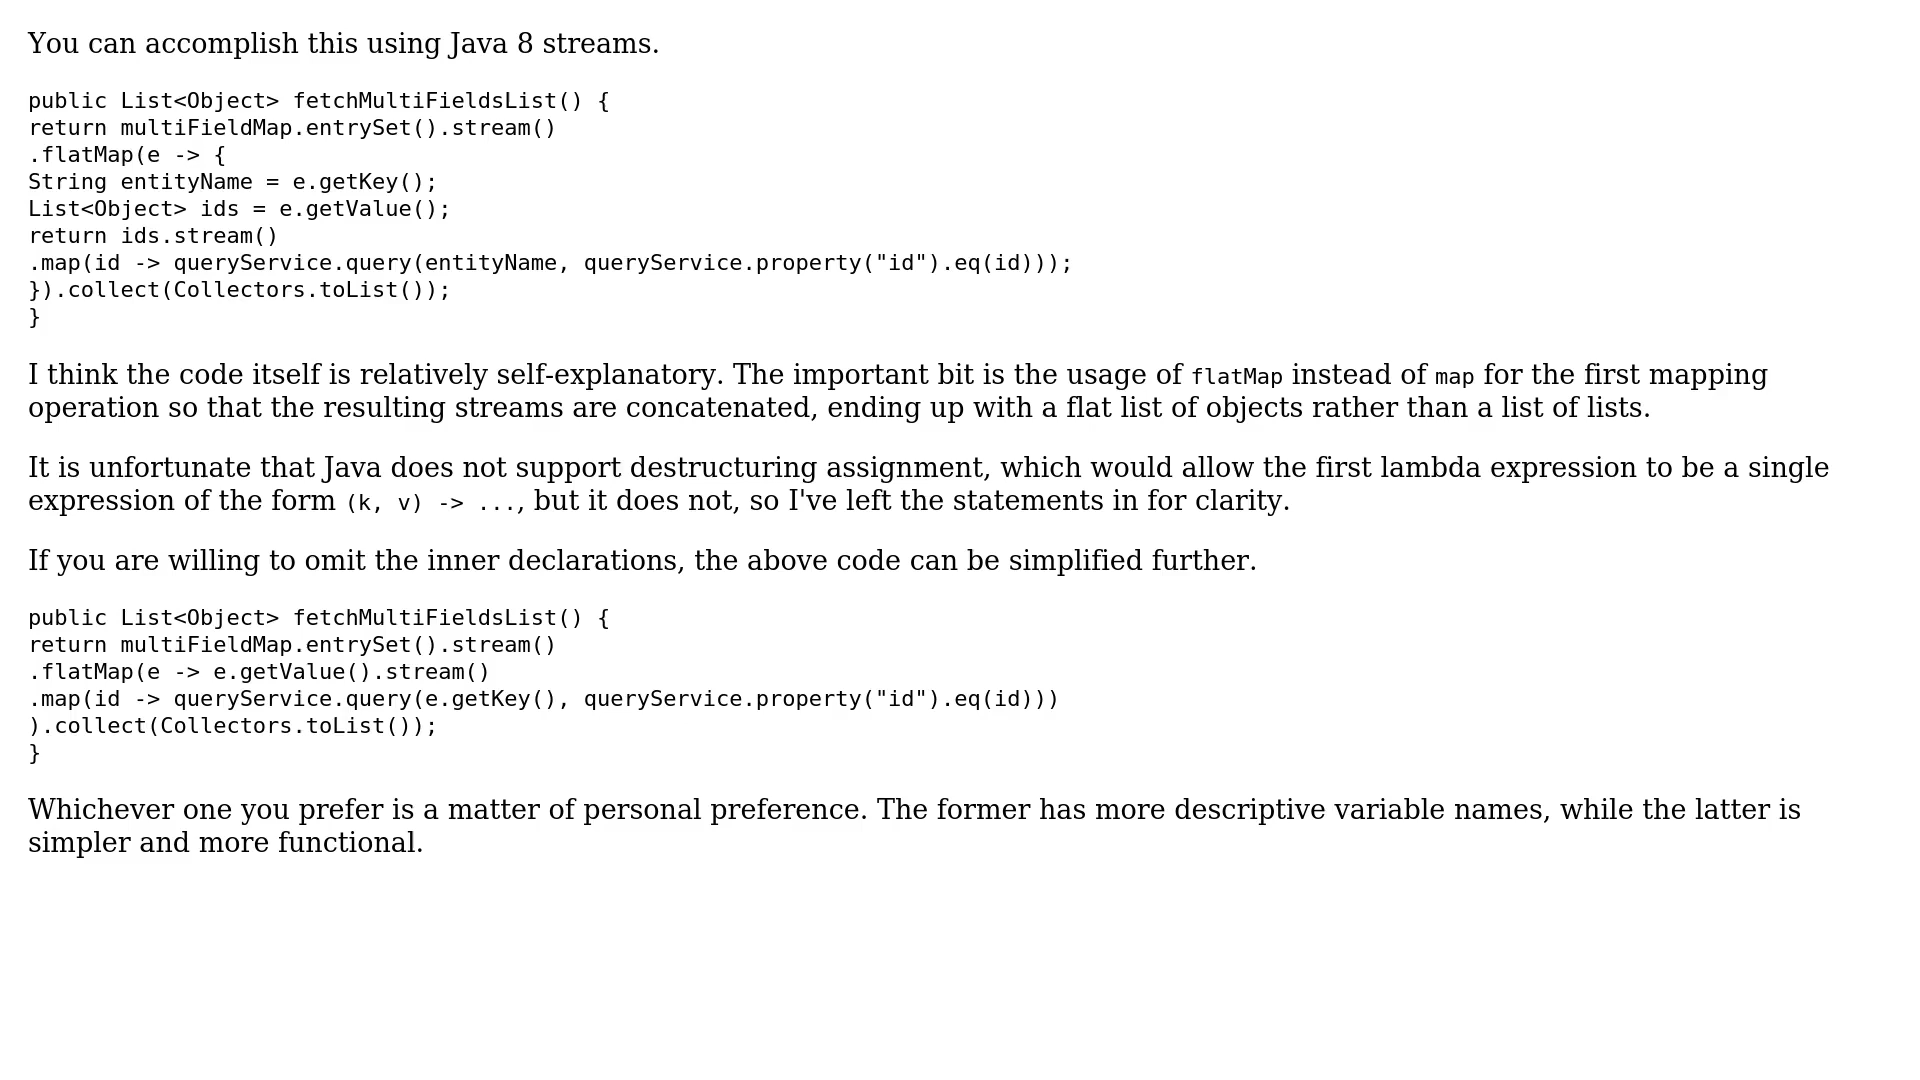 You can accomplish this using Java 8 streams.
public List<Object> fetchMultiFieldsList() {
return multiFieldMap.entrySet().stream()
.flatMap(e -> {
String entityName = e.getKey();
List<Object> ids = e.getValue();
return ids.stream()
.map(id -> queryService.query(entityName, queryService.property("id").eq(id)));
}).collect(Collectors.toList());
}
I think the code itself is relatively self-explanatory. The important bit is the usage of flatMap instead of map for the first mapping
operation so that the resulting streams are concatenated, ending up with a flat list of objects rather than a list of lists.
It is unfortunate that Java does not support destructuring assignment, which would allow the first lambda expression to be a single
expression of the form (k, v) -> ..., but it does not, so I've left the statements in for clarity.
If you are willing to omit the inner declarations, the above code can be simplified further.
public List<Object> fetchMultiFieldsList() {
return multiFieldMap.entrySet().stream()
.flatMap(e -> e.getValue().stream()
.map(id -> queryService.query(e.getKey(), queryService.property("id").eq(id)))
).collect(Collectors.toList());
}
Whichever one you prefer is a matter of personal preference. The former has more descriptive variable names, while the latter is
simpler and more functional.